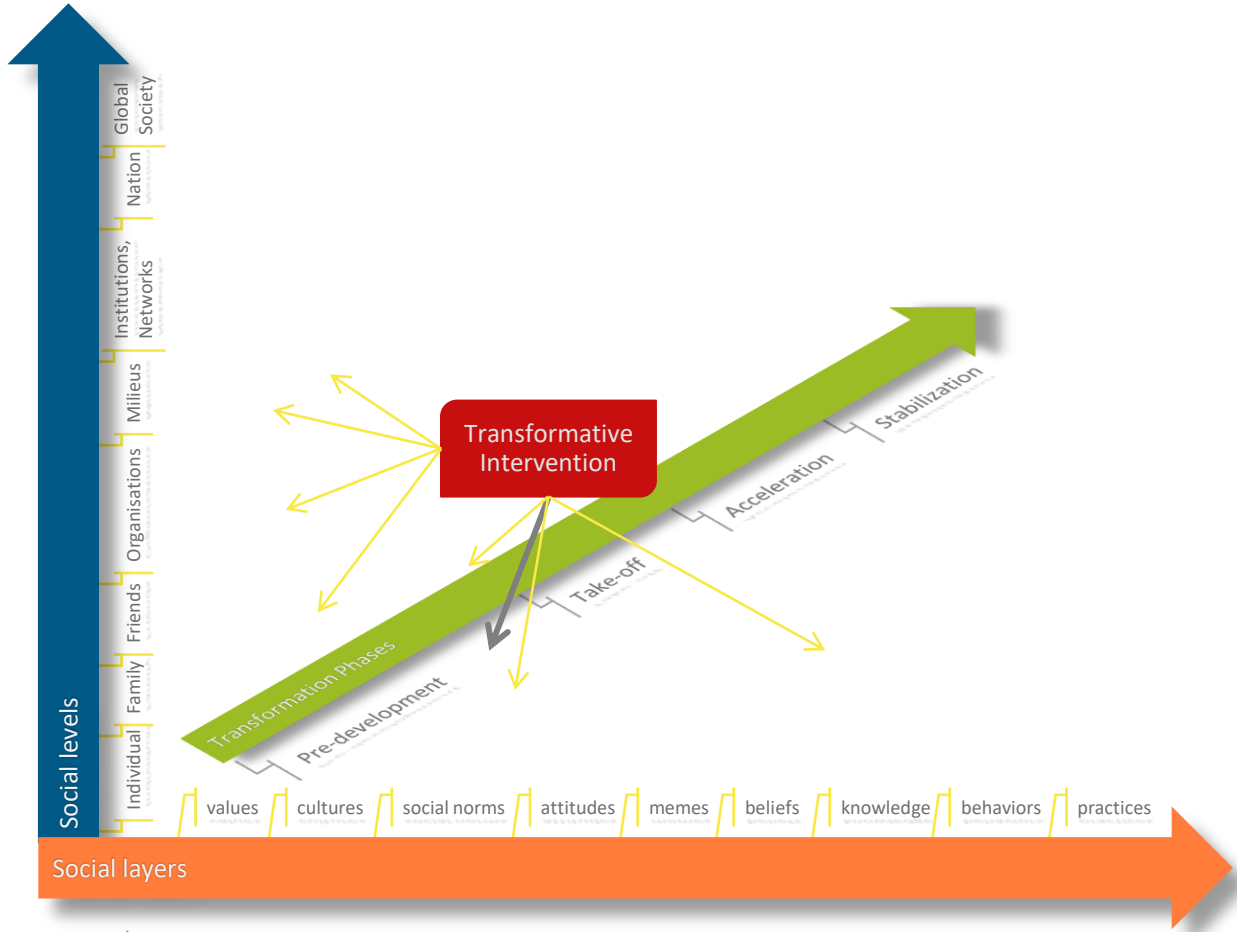 Global
Society
Nation
Institutions,
Networks
Milieus
Organisations
Friends
Family
Individual
Social levels
Transformative
Intervention
Stabilization
Acceleration
Take-off
Pre-development
Transformation Phases
values
cultures
social norms
attitudes
memes
beliefs
knowledge
behaviors
practices
Social layers